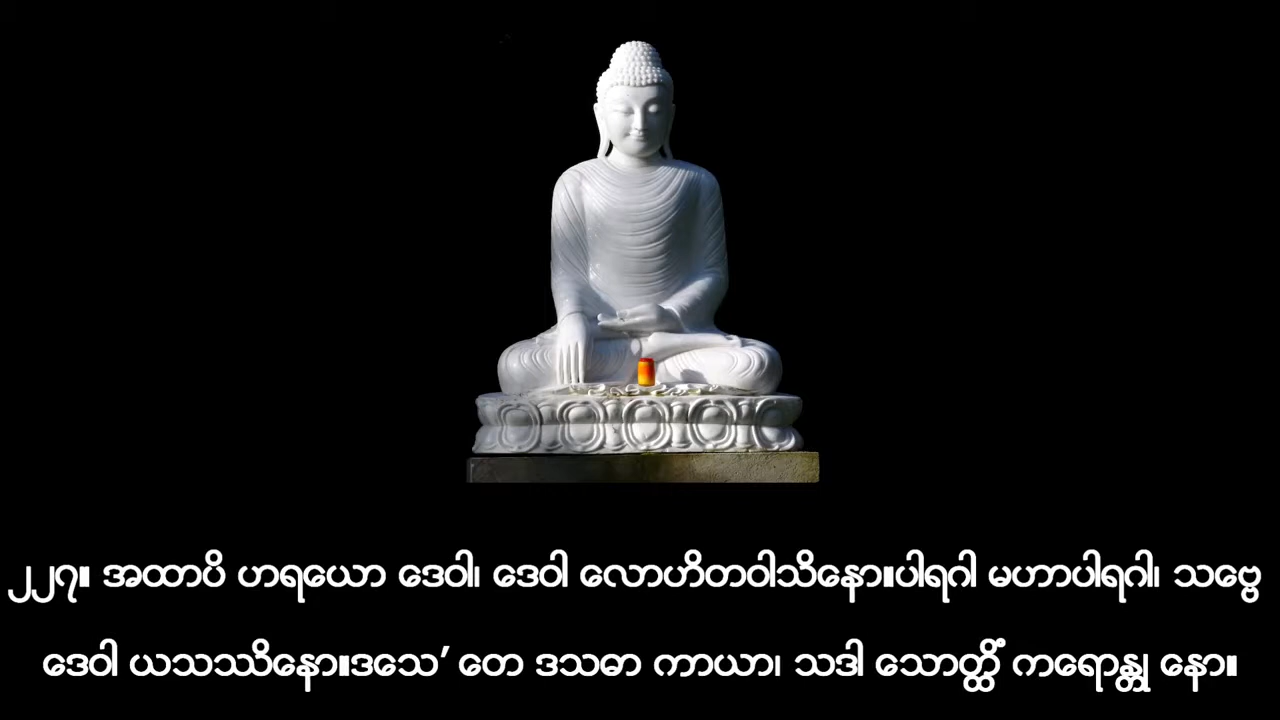 ၂၂၇။ အထာပိ ဟရယော ဒေဝါ၊ ဒေဝါ လောဟိတဝါသိနော။ပါရဂါ မဟာပါရဂါ၊ သဗ္ဗေ
ဒေဝါ ယသဿိနော။ဒသေ’ တေ ဒသဓာ ကာယာ၊ သဒါ သောတ္ထိံ ကရောန္တု နော။